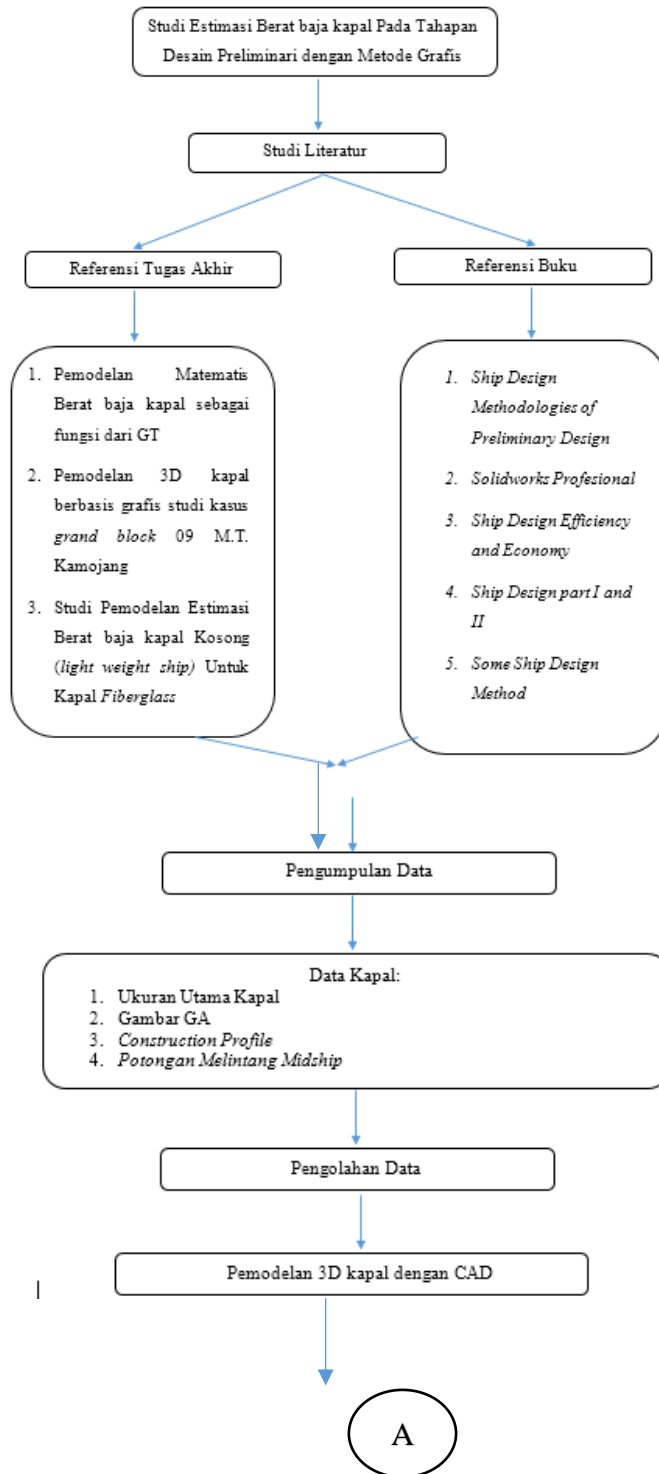 Studi Estimasi Berat baja kapal Pada Tahapan
Desain Preliminari dengan Metode Grafis
Studi Literatur
Referensi Tugas Akhir
Referensi Buku
1. Pemodelan Matematis
Berat baja kapal sebagai
fungsi dari GT
2. Pemodelan 3D kapal
berbasis grafis studi kasus
grand block 09 M.T.
Kamojang
3. Studi Pemodelan Estimasi
Berat baja kapal Kosong
(light weight ship) Untuk
Kapal Fiberglass
1. Ship Design
Methodologies of
Preliminary Design
2. Solidworks Profesional
3. Ship Design Efficiency
and Economy
4. Ship Design part I and
II
5. Some Ship Design
Method
Pengumpulan Data
Data Kapal:
1. Ukuran Utama Kapal
2. Gambar GA
3. Construction Profile
4. Potongan Melintang Midship
Pengolahan Data
Pemodelan 3D kapal dengan CAD
A